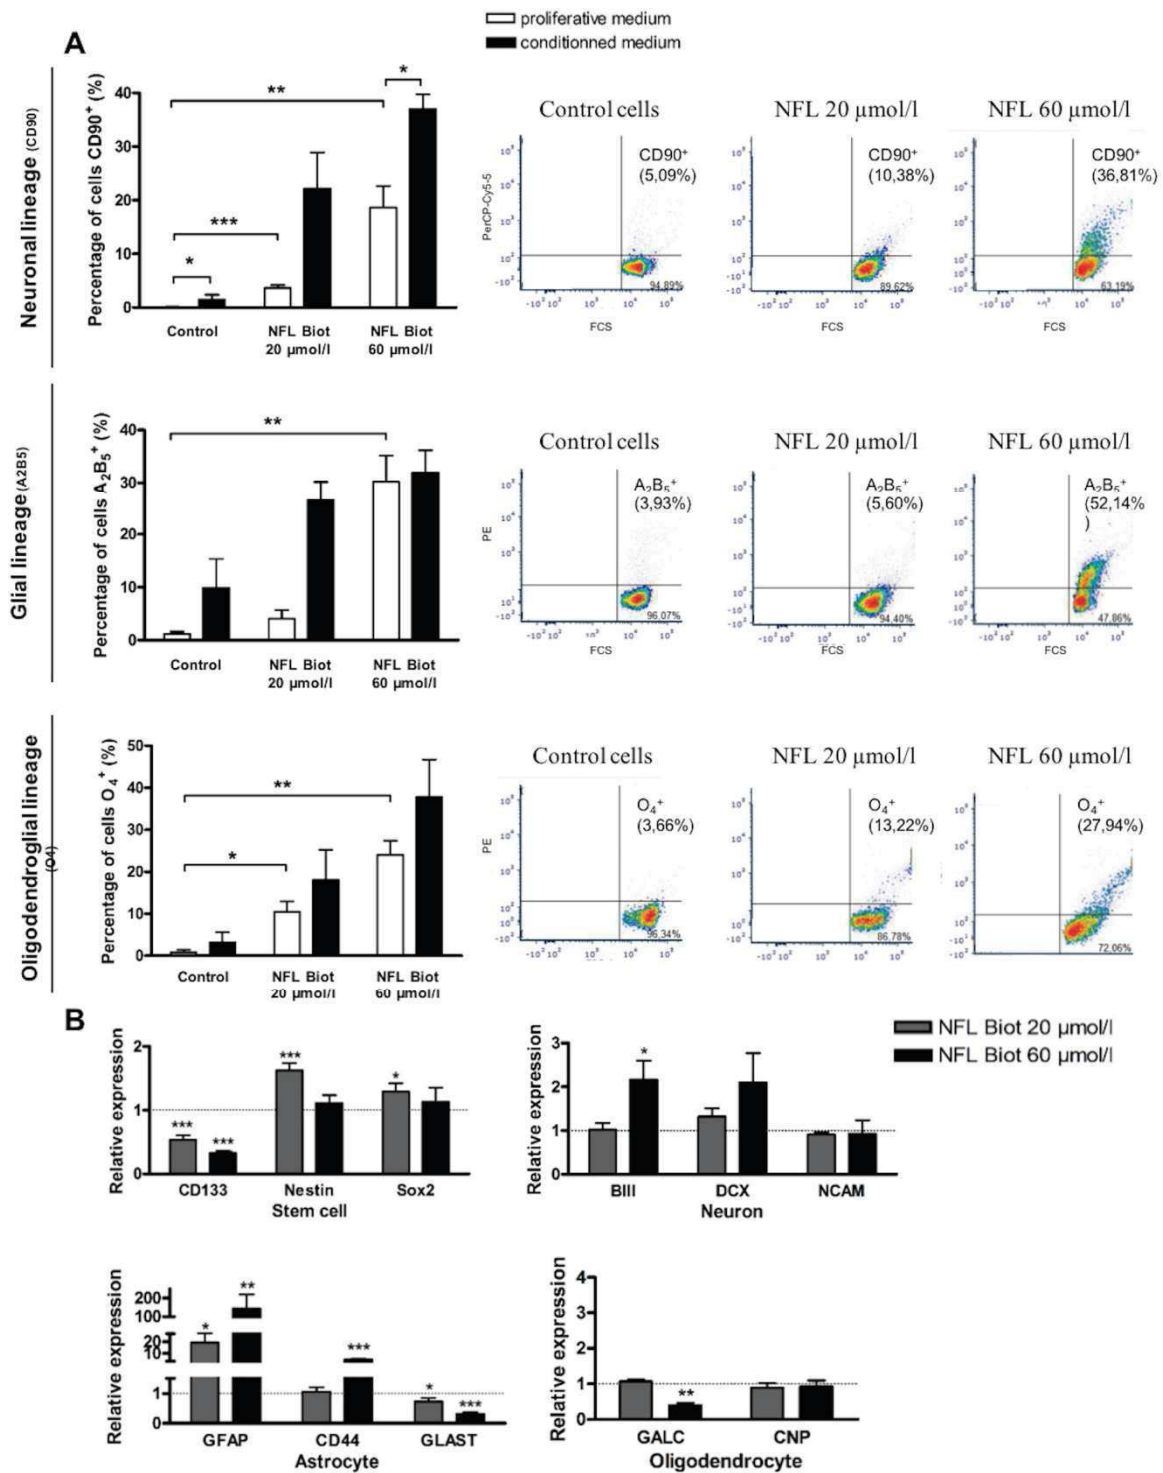 proliferative medium
conditionned medium
A
Neuronal lineage (CD90)
Percentage of cells CD90+ (%)
40
30
20
10
0
*
***
**
*
Control
NFL Biot
20 µmol/l
NFL Biot
60 µmol/l
Control cells
NFL 20 µmol/l
NFL 60 µmol/l
CD90+
(5,09%)
CD90+
(10,38%)
CD90+
(36,81%)
PerCP-Cy5-5
94.89%
89.62%
63.19%
FCS
FCS
FCS
Glial lineage (A2B5)
Percentage of cells A2B5+ (%)
40
30
20
10
0
**
Control
NFL Biot
20 µmol/l
NFL Biot
60 µmol/l
Control cells
NFL 20 µmol/l
NFL 60 µmol/l
A2B5+
(3,93%)
A2B5+
(5,60%)
A2B5+
(52,14%
)
PE
96.07%
94.40%
47.86%
FCS
FCS
FCS
Oligodendroglial lineage
(O4)
Percentage of cells O4+ (%)
50
40
30
20
10
0
*
**
Control
NFL Biot
20 µmol/l
NFL Biot
60 µmol/l
Control cells
NFL 20 µmol/l
NFL 60 µmol/l
O4+
(3,66%)
O4+
(13,22%)
O4+
(27,94%)
PE
96.34%
86.78%
72.06%
B
NFL Biot 20 µmol/l
NFL Biot 60 µmol/l
Relative expression
2
1
0
***
***
***
*
CD133
Nestin
Sox2
Stem cell
Relative expression
3
2
1
0
*
BIII
DCX
NCAM
Neuron
Relative expression
200
100
20
10
1
0
*
**
***
*
***
GFAP
CD44
GLAST
Astrocyte
Relative expression
4
3
2
1
0
**
GALC
CNP
Oligodendrocyte